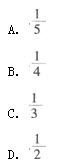 A. 1/5
B. 1/4
C. 1/3
D. 1/2